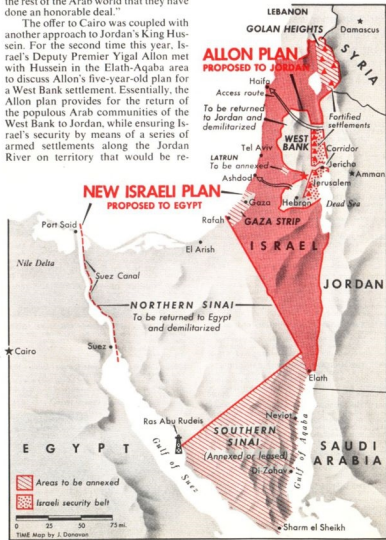 the rest of the Arab world that they have
done an honorable deal."
The offer to Cairo was coupled with
another approach to Jordan's King Hus-
sein. For the second time this year, Is-
rael's Deputy Premier Yigal Allon met
with Hussein in the Elath-Aqaba area
to discuss Allon's five-year-old plan for
a West Bank settlement. Essentially, the
Allon plan provides for the return of
the populous Arab communities of the
West Bank to Jordan, while ensuring Is-
rael's security by means of a series of
armed settlements along the Jordan
River on territory that would be re-
LEBANON
GOLAN HEIGHTS
Damascus
SYRIA
ALLON PLAN
PROPOSED TO JORDAN
Haifa
Access route
To be returned
to Jordan and
demilitarized
Fortified
settlements
WEST
BANK
Tel Aviv
Corridor
LATRUN
To be annexed
Jericho
Amman
Ashdod
Jerusalem
NEW ISRAELI PLAN
PROPOSED TO EGYPT
Gaza
Hebron
Dead Sea
Rafah
GAZA STRIP
Port Said
El Arish
ISRAEL
Nile Delta
Suez Canal
JORDAN
NORTHERN SINAI
To be returned to Egypt
and demilitarized
Cairo
Suez
Elath
Ras Abu Rudeis
Neviot
SOUTHERN
SINAI
(Annexed or leased)
Di-Zahav
Gulf of Suez
Gulf of Aqaba
EGYPT
SAUDI
ARABIA
Areas to be annexed
Israeli security belt
0 25 50 75 mi.
Sharm el Sheikh
TIME Map by J. Donovan